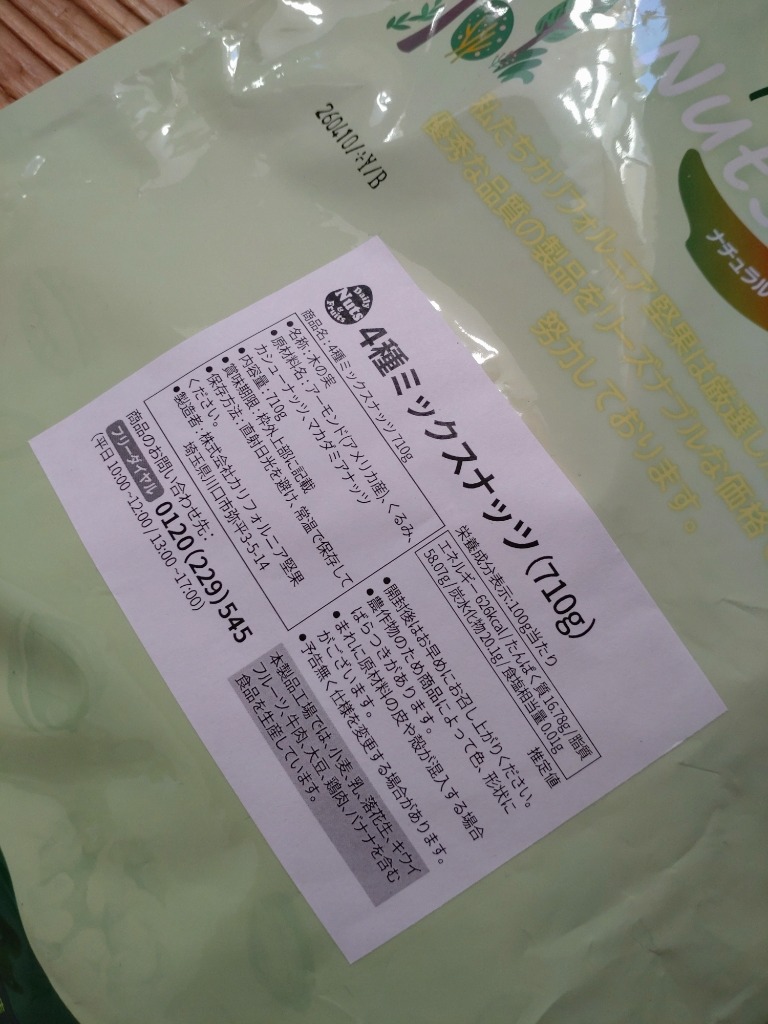 Nuts
ナチュラル
私たちカリフォルニア堅果は厳選した
優秀な品質の製品をリーズナブルな価格で
努力しております。
260410/キY/B
Daily
Nuts
&
Fruits
4種ミックスナッツ(710g)
商品名:4種ミックスナッツ 710g
●名称:木の実
●原材料名:アーモンド(アメリカ産)、くるみ、
カシューナッツ、マカダミアナッツ
●内容量:710g
●賞味期限:枠外上部に記載
●保存方法:直射日光を避け、常温で保存して
ください。
●製造者:株式会社カリフォルニア堅果
埼玉県川口市弥平3-5-14
商品のお問い合わせ先:
フリーダイヤル 0120(229)545
(平日 10:00~12:00 / 13:00~17:00)
栄養成分表示:100g当たり
エネルギー 626kcal / たんぱく質 16.78g / 脂質
58.07g / 炭水化物 20.1g / 食塩相当量 0.01g
推定値
●開封後はお早めにお召し上がりください。
●農作物のため商品によって色、形状に
ばらつきがあります。
●まれに原材料の皮や殻が混入する場合
がございます。
●予告無く仕様を変更する場合があります。
本製品工場では、小麦、乳、落花生、キウイ
フルーツ、牛肉、大豆、鶏肉、バナナを含む
食品を生産しています。